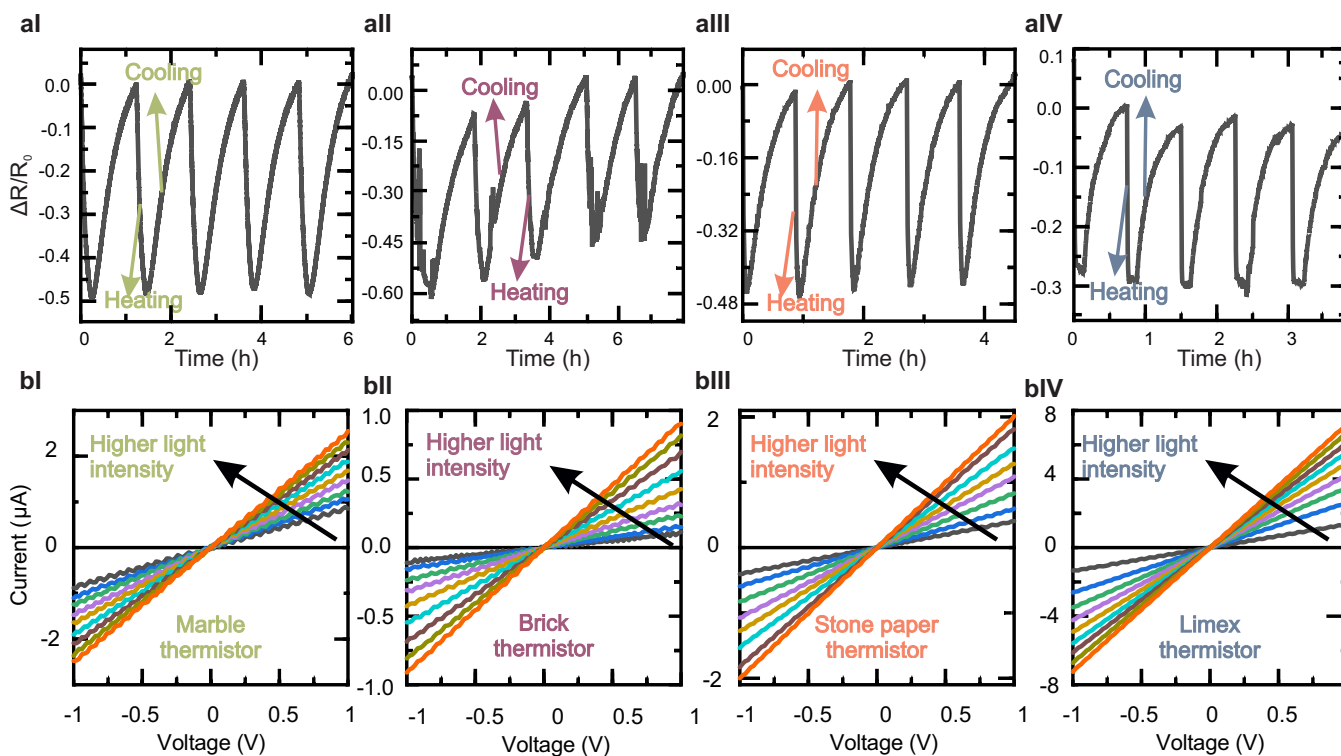 aI
aII
aIII
aIV
ΔR/R₀
0.0
-0.1
-0.2
-0.3
-0.4
-0.5
Cooling
Heating
0 2 4 6
Time (h)
0.00
-0.15
-0.30
-0.45
-0.60
Cooling
Heating
0 2 4 6
Time (h)
0.00
-0.16
-0.32
-0.48
Cooling
Heating
0 1 2 3 4
Time (h)
0.1
0.0
-0.1
-0.2
-0.3
Cooling
Heating
0 1 2 3
Time (h)
bI
bII
bIII
bIV
Current (μA)
2
0
-2
Higher light
intensity
Marble
thermistor
-1 -0.5 0 0.5 1
Voltage (V)
1.0
0.5
0.0
-0.5
-1.0
Higher light
intensity
Brick
thermistor
-1 -0.5 0 0.5 1
Voltage (V)
2
0
-2
Higher light
intensity
Stone paper
thermistor
-1 -0.5 0 0.5 1
Voltage (V)
8
4
0
-4
-8
Higher light
intensity
Limex
thermistor
-1 -0.5 0 0.5 1
Voltage (V)